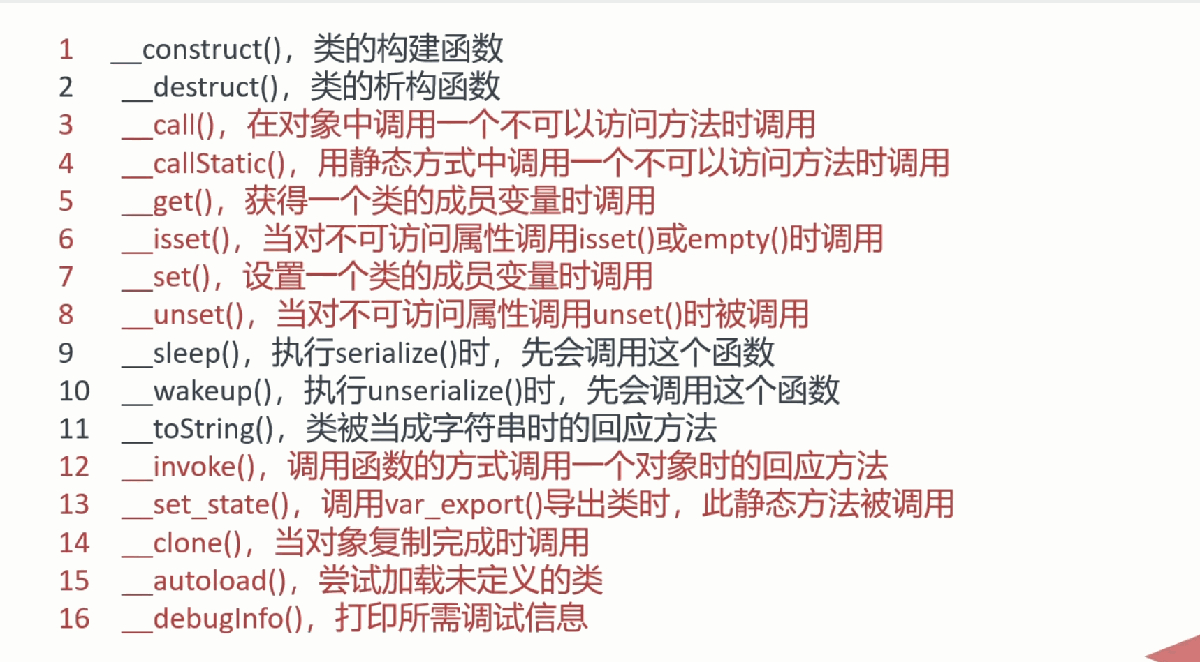 1 __construct()，类的构建函数
2 __destruct()，类的析构函数
3 __call()，在对象中调用一个不可以访问方法时调用
4 __callStatic()，用静态方式中调用一个不可以访问方法时调用
5 __get()，获得一个类的成员变量时调用
6 __isset()，当对不可访问属性调用isset()或empty()时调用
7 __set()，设置一个类的成员变量时调用
8 __unset()，当对不可访问属性调用unset()时被调用
9 __sleep()，执行serialize()时，先会调用这个函数
10 __wakeup()，执行unserialize()时，先会调用这个函数
11 __toString()，类被当成字符串时的回应方法
12 __invoke()，调用函数的方式调用一个对象时的回应方法
13 __set_state()，调用var_export()导出类时，此静态方法被调用
14 __clone()，当对象复制完成时调用
15 __autoload()，尝试加载未定义的类
16 __debugInfo()，打印所需调试信息